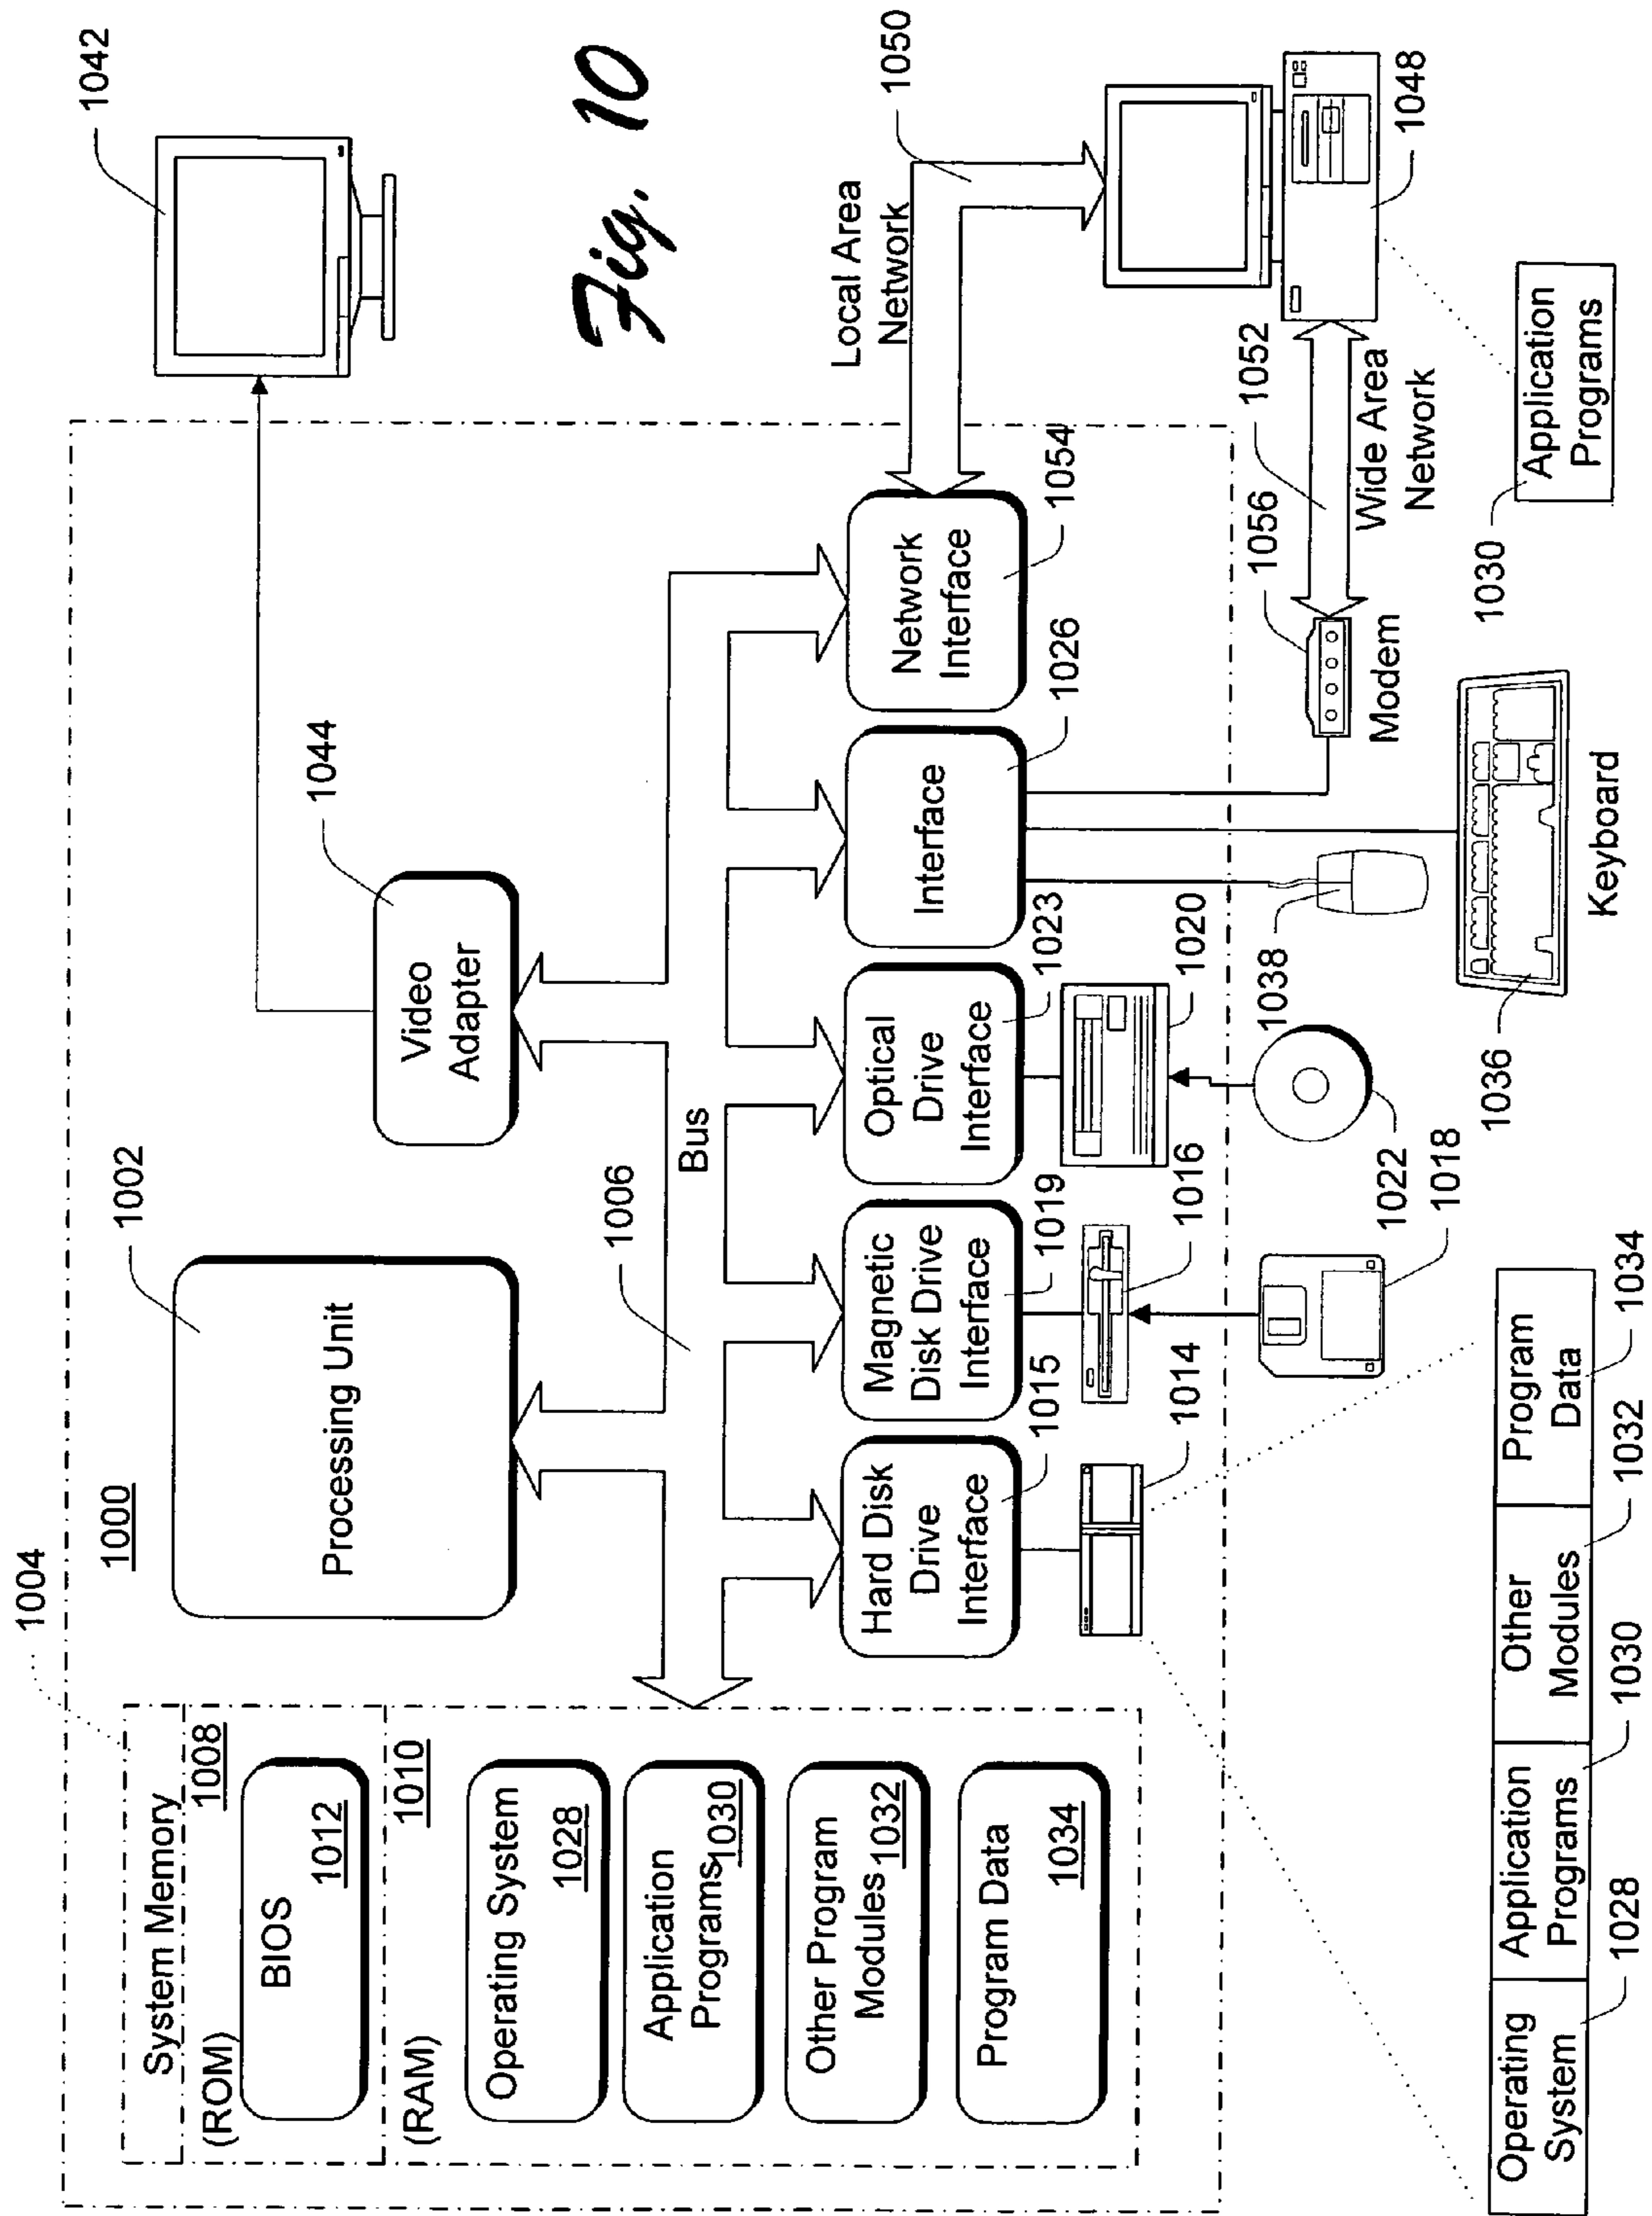 1004
1000
1002
1044
1042
System Memory
(ROM)
1008
BIOS
1012
(RAM)
1010
Operating System
1028
Application
Programs 1030
Other Program
Modules 1032
Program Data
1034
Processing Unit
Video
Adapter
1006
Bus
Fig. 10
Hard Disk
Drive
Interface
1015
Magnetic
Disk Drive
Interface
1019
Optical
Drive
Interface
1023
Interface
1026
Network
Interface
1054
Local Area
Network
1050
1014
1016
1020
1018
1022
1038
1036
Keyboard
Modem
1056
1052
Wide Area
Network
1048
1030
Application
Programs
Operating
System
1028
Application
Programs
1030
Other
Modules
1032
Program
Data
1034